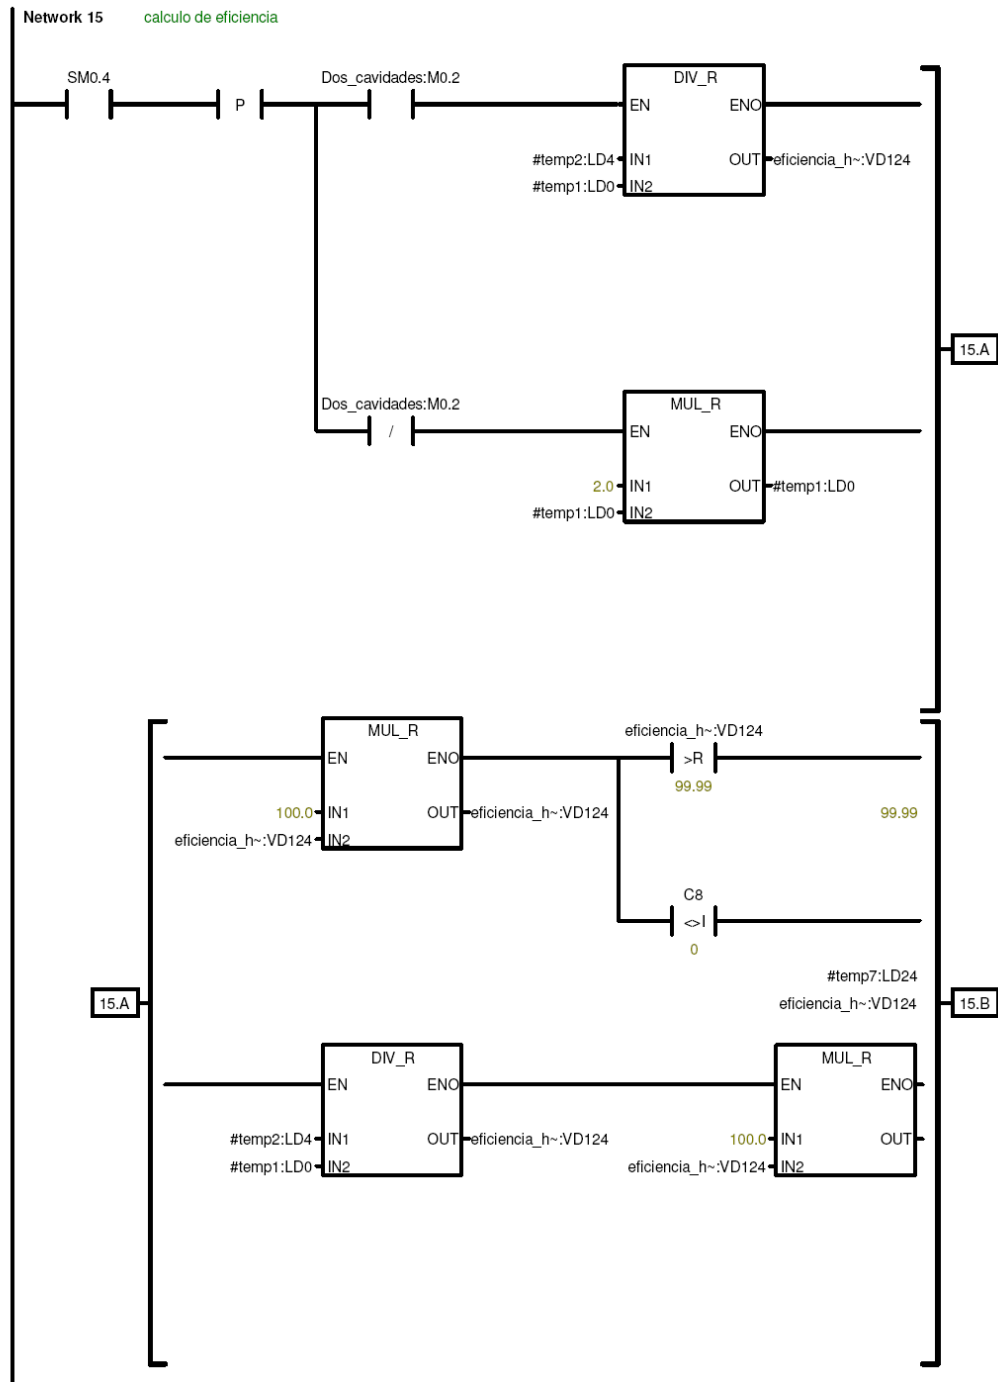 Network 15 calculo de eficiencia
SM0.4
P
Dos_cavidades:M0.2
DIV_R
EN ENO
#temp2:LD4 IN1 OUT eficiencia_h~:VD124
#temp1:LD0 IN2
15.A
Dos_cavidades:M0.2
/
MUL_R
EN ENO
2.0 IN1 OUT #temp1:LD0
#temp1:LD0 IN2
MUL_R
EN ENO
100.0 IN1 OUT eficiencia_h~:VD124
eficiencia_h~:VD124 IN2
eficiencia_h~:VD124
>R
99.99
99.99
C8
<>I
0
#temp7:LD24
eficiencia_h~:VD124
15.A
15.B
DIV_R
EN ENO
#temp2:LD4 IN1 OUT eficiencia_h~:VD124
#temp1:LD0 IN2
MUL_R
EN ENO
100.0 IN1 OUT
eficiencia_h~:VD124 IN2